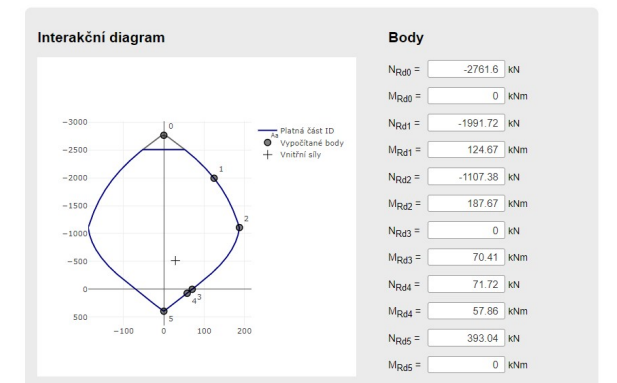 Interakční diagram
Body
−3000
−2500
−2000
−1500
−1000
−500
0
500
−100
0
100
200
0
1
2
3
4
5
Platná část ID
Aa
Vypočítané body
Vnitřní síly
NRd0 = -2761.6 kN
MRd0 = 0 kNm
NRd1 = -1991.72 kN
MRd1 = 124.67 kNm
NRd2 = -1107.38 kN
MRd2 = 187.67 kNm
NRd3 = 0 kN
MRd3 = 70.41 kNm
NRd4 = 71.72 kN
MRd4 = 57.86 kNm
NRd5 = 393.04 kN
MRd5 = 0 kNm